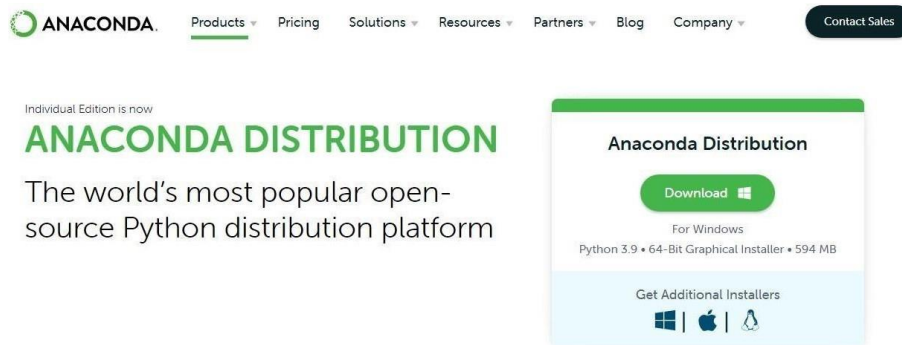 ANACONDA.
Products Pricing Solutions Resources Partners Blog Company Contact Sales
Individual Edition is now
ANACONDA DISTRIBUTION
The world's most popular open-
source Python distribution platform
Anaconda Distribution
Download
For Windows
Python 3.9 • 64-Bit Graphical Installer • 594 MB
Get Additional Installers